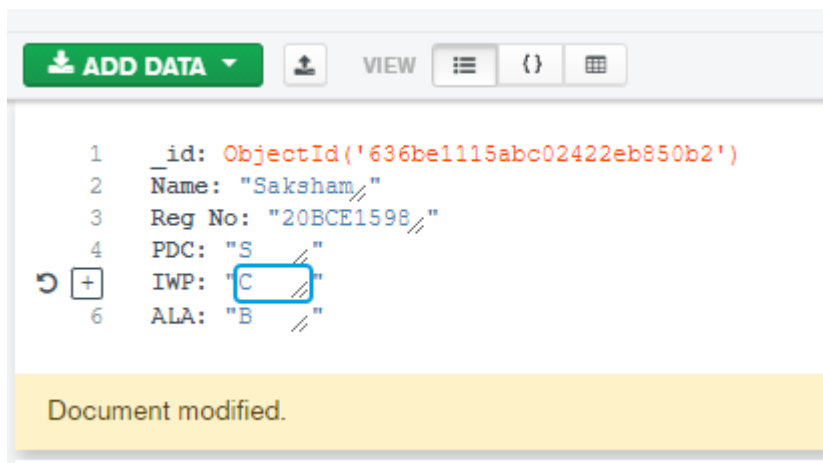 ADD DATA VIEW {}
1 _id: ObjectId('636be1115abc02422eb850b2')
2 Name: "Saksham"
3 Reg No: "20BCE1598"
4 PDC: "S"
+ IWP: "C"
6 ALA: "B"
Document modified.